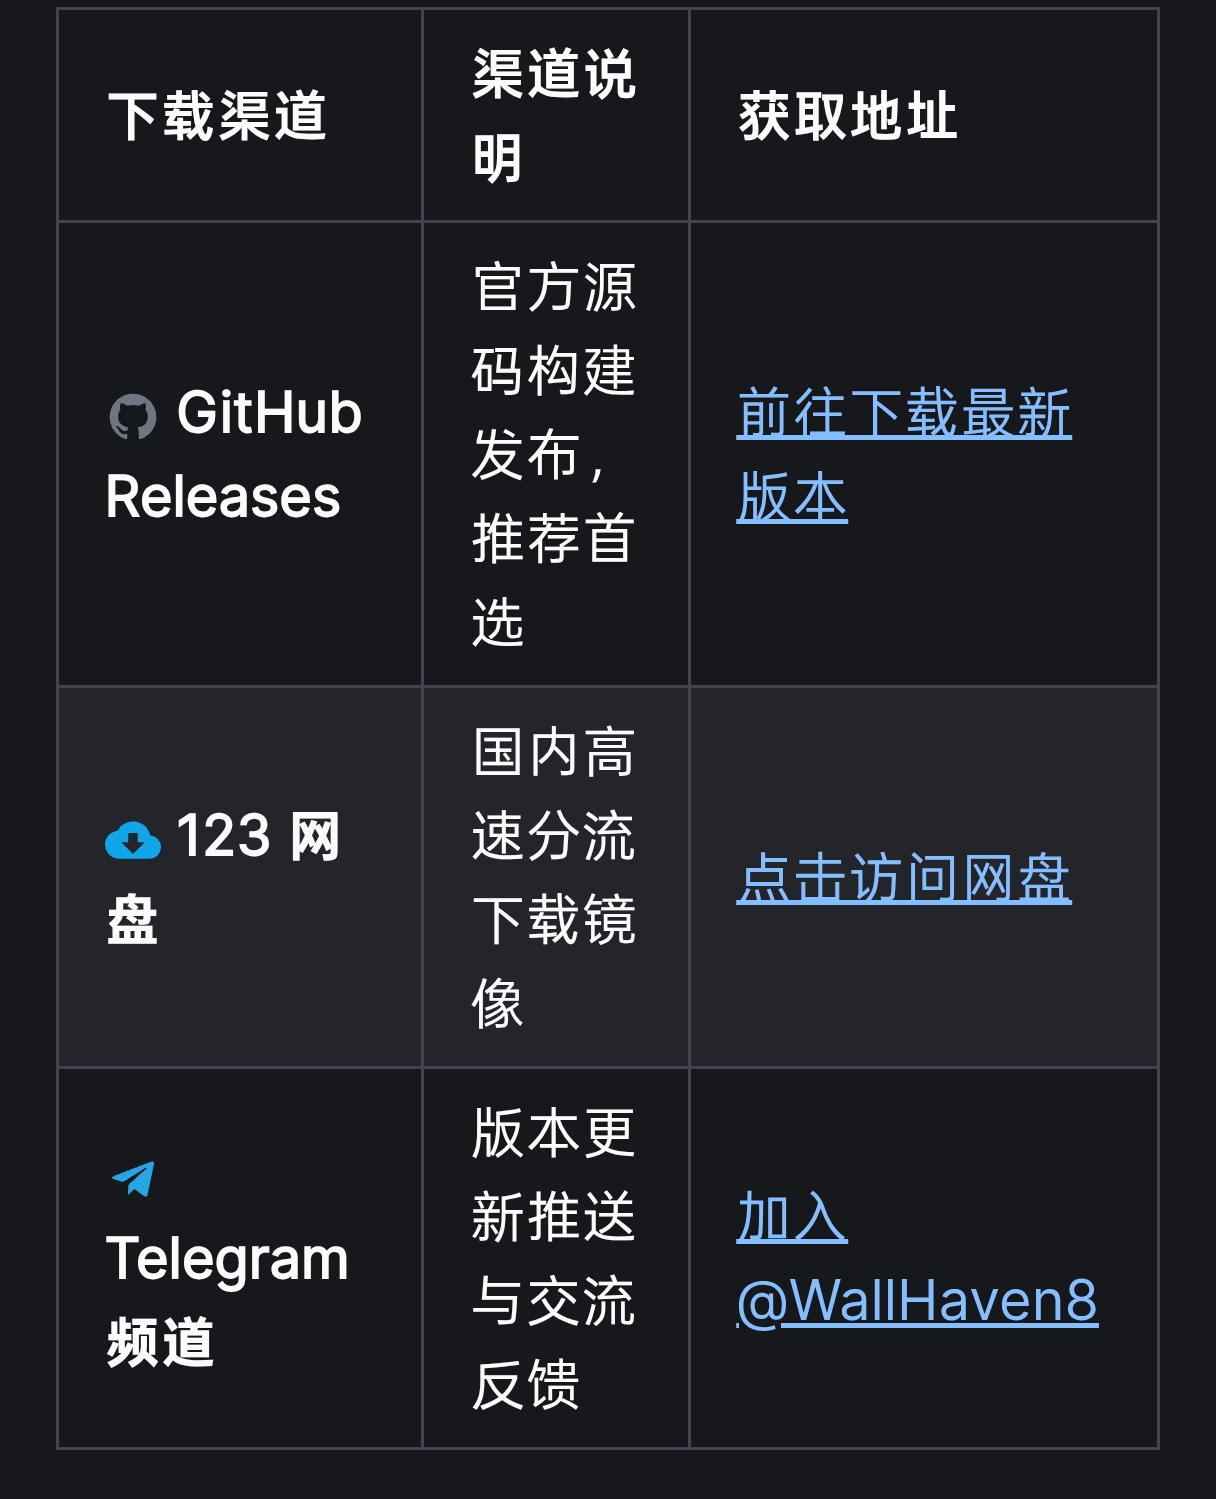 下载渠道
渠道说
明
获取地址
GitHub
Releases
官方源
码构建
发布，
推荐首
选
前往下载最新
版本
123 网
盘
国内高
速分流
下载镜
像
点击访问网盘
Telegram
频道
版本更
新推送
与交流
反馈
加入
@WallHaven8